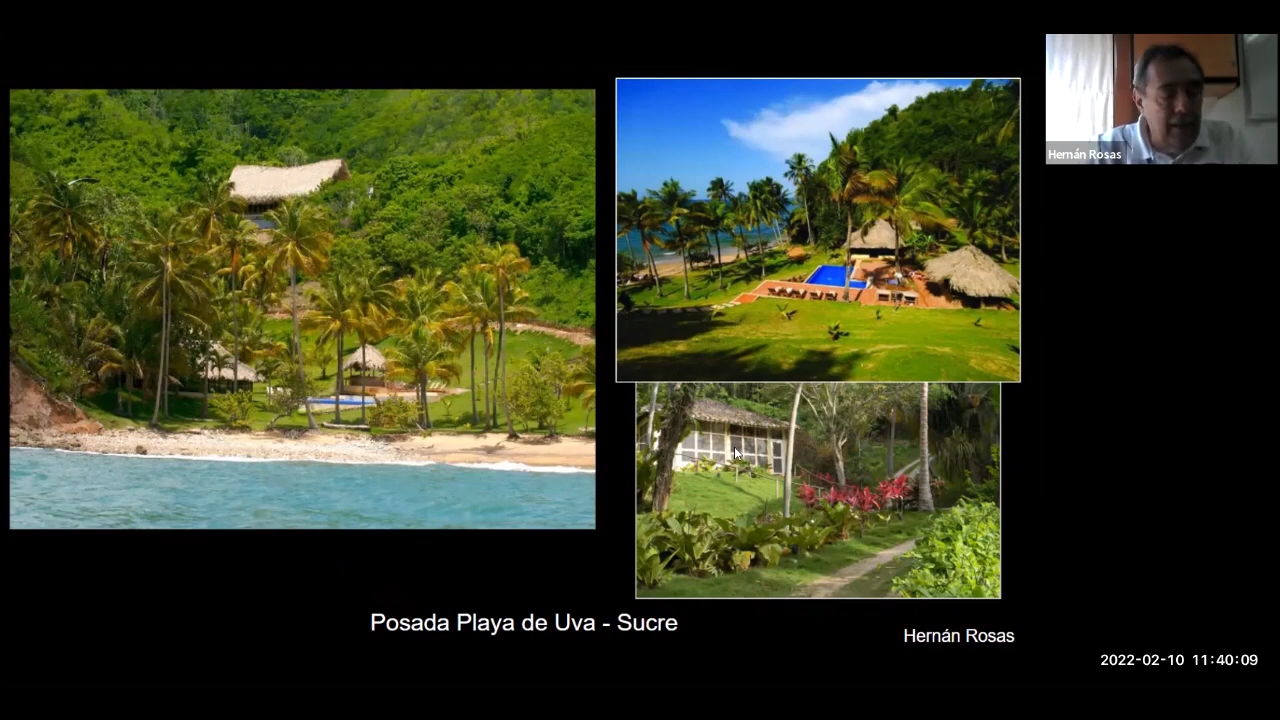 Hernán Rosas
Posada Playa de Uva - Sucre
Hernán Rosas
2022-02-10 11:40:09